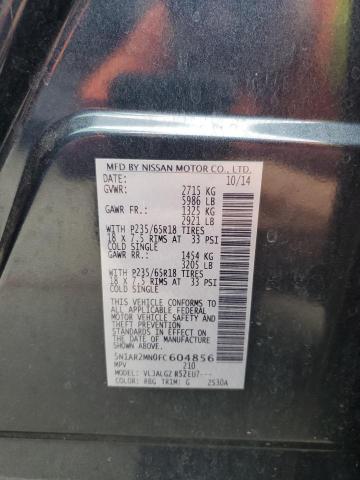 MFD BY NISSAN MOTOR CO., LTD.
DATE: 10/14
GVWR: 2715 KG
5986 LB
GAWR FR.: 1325 KG
2921 LB
WITH P235/65R18 TIRES
18 X 7.5 RIMS AT 33 PSI
COLD SINGLE
GAWR RR.: 1454 KG
3205 LB
WITH P235/65R18 TIRES
18 X 7.5 RIMS AT 33 PSI
COLD SINGLE
THIS VEHICLE CONFORMS TO ALL
APPLICABLE FEDERAL MOTOR
VEHICLE SAFETY AND THEFT PREVENTION
STANDARDS IN EFFECT ON THE DATE OF
MANUFACTURE SHOWN ABOVE.
5N1AR2MN0FC604856
MPV 210
MODEL: VLJALGZ R52EU7---
COLOR: RBG TRIM: G 2S30A